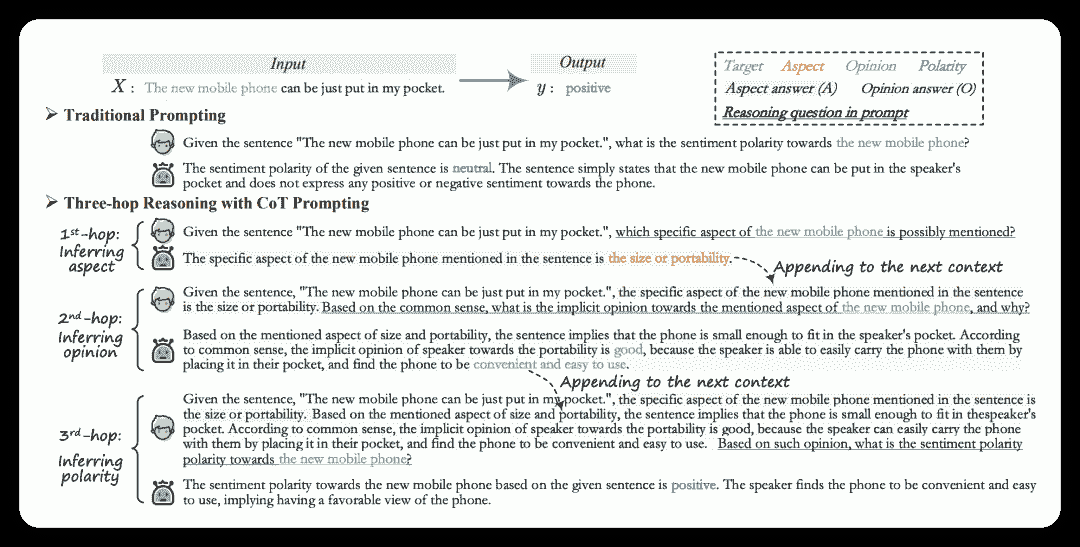 Input
Output
Target Aspect Opinion Polarity
X : The new mobile phone can be just put in my pocket.
y : positive
Aspect answer (A) Opinion answer (O)
Reasoning question in prompt
➢ Traditional Prompting
Given the sentence "The new mobile phone can be just put in my pocket.", what is the sentiment polarity towards the new mobile phone?
The sentiment polarity of the given sentence is neutral. The sentence simply states that the new mobile phone can be put in the speaker's
pocket and does not express any positive or negative sentiment towards the phone.
➢ Three-hop Reasoning with CoT Prompting
1st-hop:
Inferring
aspect
Given the sentence "The new mobile phone can be just put in my pocket.", which specific aspect of the new mobile phone is possibly mentioned?
The specific aspect of the new mobile phone mentioned in the sentence is the size or portability.
Appending to the next context
2nd-hop:
Inferring
opinion
Given the sentence, "The new mobile phone can be just put in my pocket.", the specific aspect of the new mobile phone mentioned in the sentence
is the size or portability. Based on the common sense, what is the implicit opinion towards the mentioned aspect of the new mobile phone, and why?
Based on the mentioned aspect of size and portability, the sentence implies that the phone is small enough to fit in the speaker's pocket. According
to common sense, the implicit opinion of speaker towards the portability is good, because the speaker is able to easily carry the phone with them by
placing it in their pocket, and find the phone to be convenient and easy to use.
Appending to the next context
3rd-hop:
Inferring
polarity
Given the sentence, "The new mobile phone can be just put in my pocket.", the specific aspect of the new mobile phone mentioned in the sentence is
the size or portability. Based on the mentioned aspect of size and portability, the sentence implies that the phone is small enough to fit in thespeaker's
pocket. According to common sense, the implicit opinion of speaker towards the portability is good, because the speaker can easily carry the phone
with them by placing it in their pocket, and find the phone to be convenient and easy to use. Based on such opinion, what is the sentiment polarity
polarity towards the new mobile phone?
The sentiment polarity towards the new mobile phone based on the given sentence is positive. The speaker finds the phone to be convenient and easy
to use, implying having a favorable view of the phone.